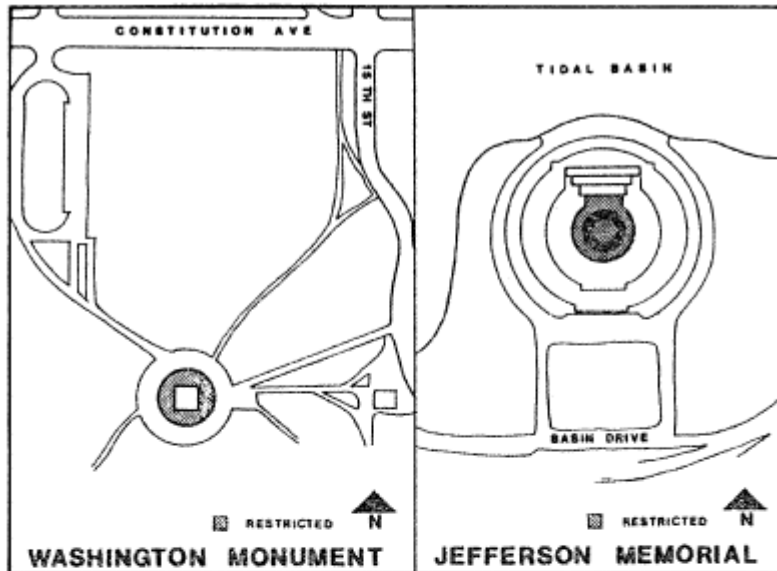 CONSTITUTION AVE
15 TH ST
RESTRICTED
N
WASHINGTON MONUMENT
TIDAL BASIN
BASIN DRIVE
RESTRICTED
N
JEFFERSON MEMORIAL